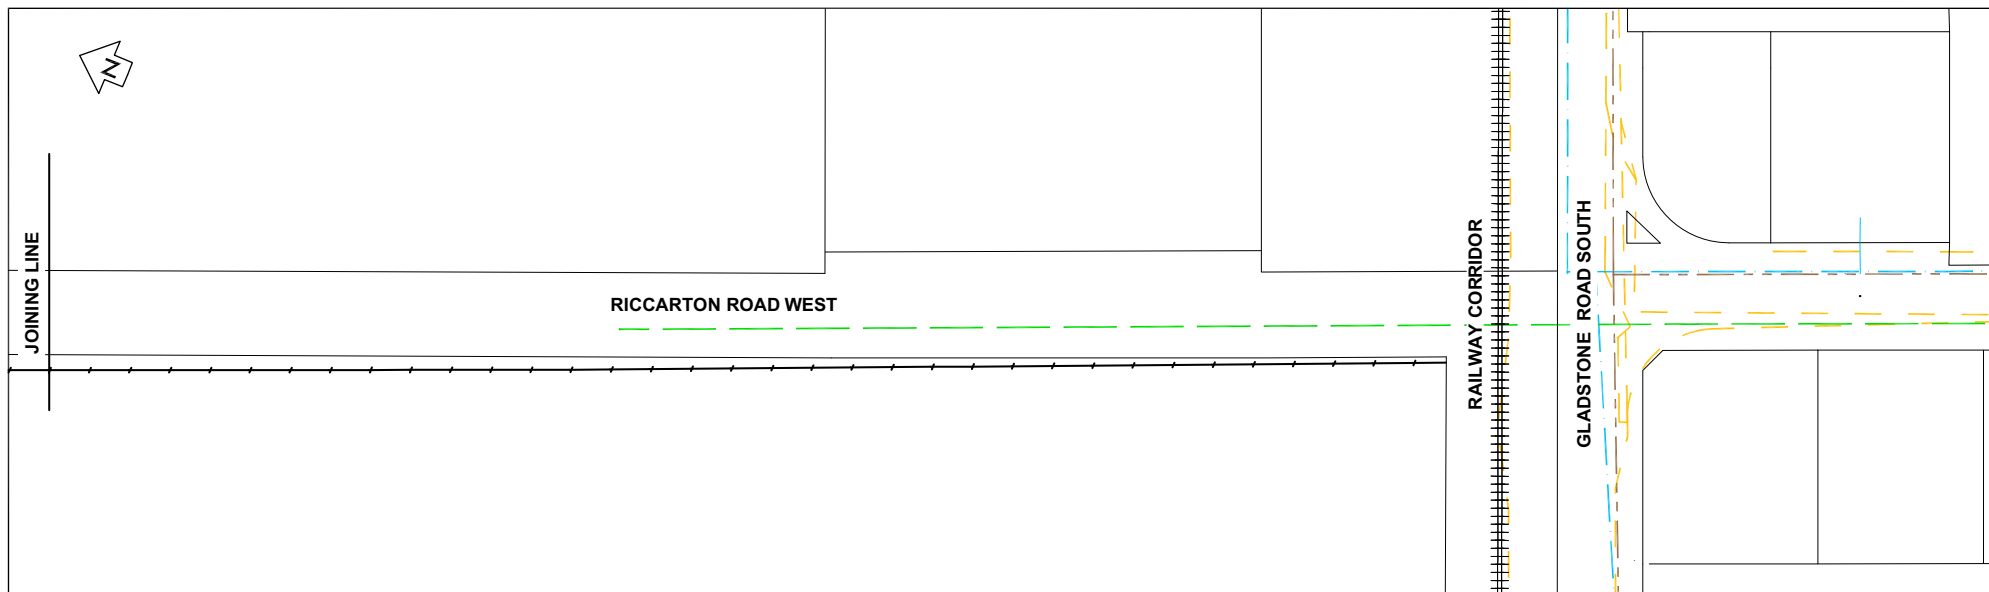 N
JOINING LINE
RICCARTON ROAD WEST
RAILWAY CORRIDOR
GLADSTONE ROAD SOUTH